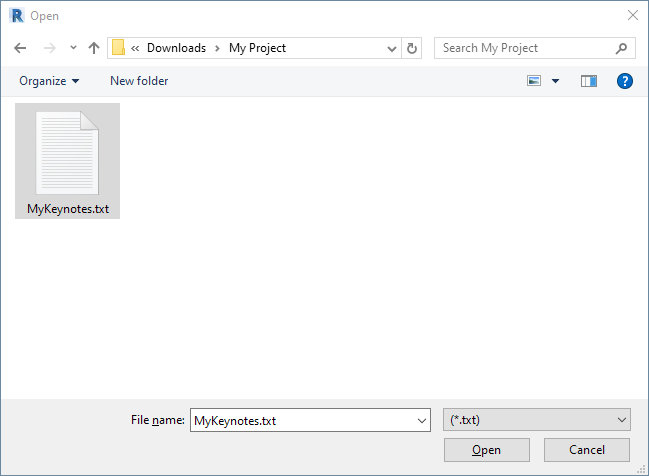 R Open
« Downloads › My Project
Search My Project
Organize
New folder
?
MyKeynotes.txt
File name: MyKeynotes.txt
(*.txt)
Open
Cancel